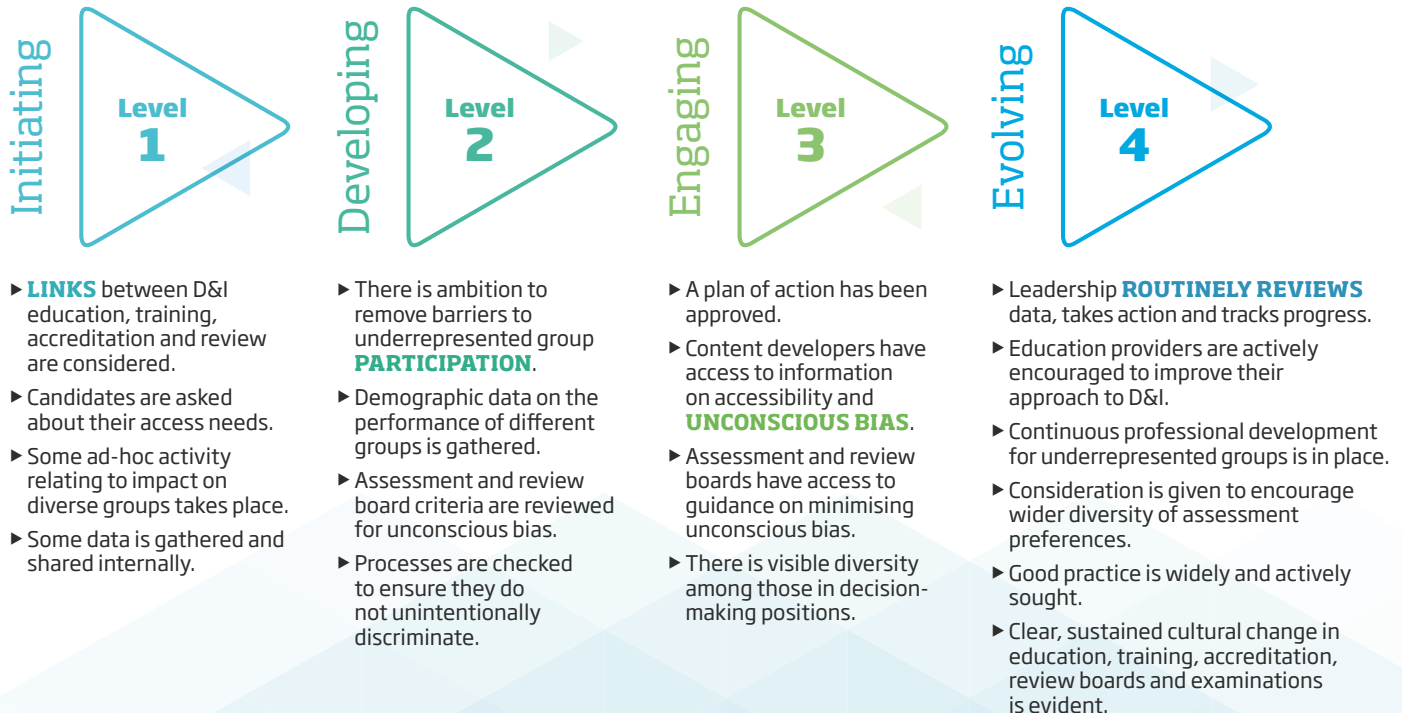 Initiating
Level
1
▸ LINKS between D&I
education, training,
accreditation and review
are considered.
▸ Candidates are asked
about their access needs.
▸ Some ad-hoc activity
relating to impact on
diverse groups takes place.
▸ Some data is gathered and
shared internally.
Developing
Level
2
▸ There is ambition to
remove barriers to
underrepresented group
PARTICIPATION.
▸ Demographic data on the
performance of different
groups is gathered.
▸ Assessment and review
board criteria are reviewed
for unconscious bias.
▸ Processes are checked
to ensure they do
not unintentionally
discriminate.
Engaging
Level
3
▸ A plan of action has been
approved.
▸ Content developers have
access to information
on accessibility and
UNCONSCIOUS BIAS.
▸ Assessment and review
boards have access to
guidance on minimising
unconscious bias.
▸ There is visible diversity
among those in decision-
making positions.
Evolving
Level
4
▸ Leadership ROUTINELY REVIEWS
data, takes action and tracks progress.
▸ Education providers are actively
encouraged to improve their
approach to D&I.
▸ Continuous professional development
for underrepresented groups is in place.
▸ Consideration is given to encourage
wider diversity of assessment
preferences.
▸ Good practice is widely and actively
sought.
▸ Clear, sustained cultural change in
education, training, accreditation,
review boards and examinations
is evident.